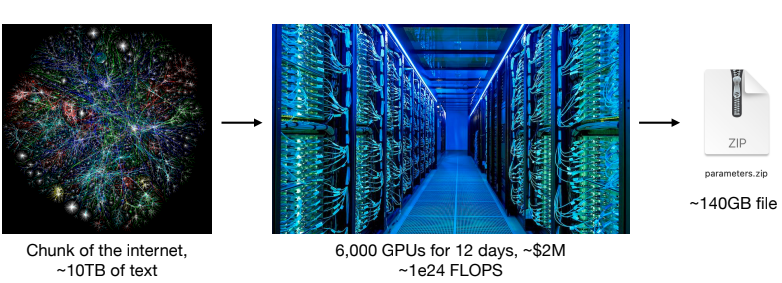 Chunk of the internet,
~10TB of text
6,000 GPUs for 12 days, ~$2M
~1e24 FLOPS
ZIP
parameters.zip
~140GB file